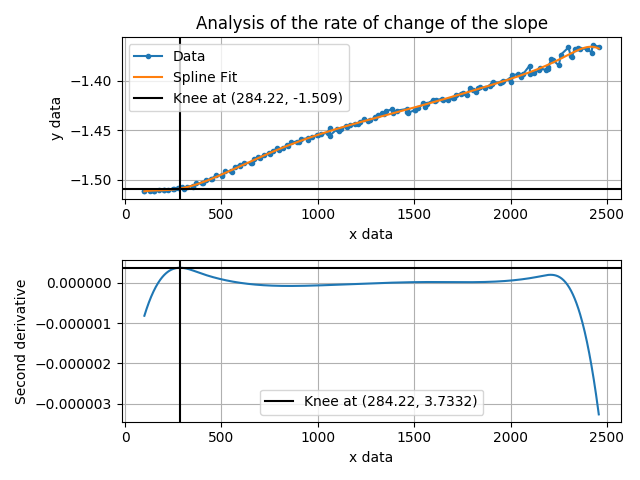 Analysis of the rate of change of the slope
Data
Spline Fit
Knee at (284.22, -1.509)
y data
−1.40
−1.45
−1.50
0 500 1000 1500 2000 2500
x data
Second derivative
0.000000
−0.000001
−0.000002
−0.000003
Knee at (284.22, 3.7332)
0 500 1000 1500 2000 2500
x data